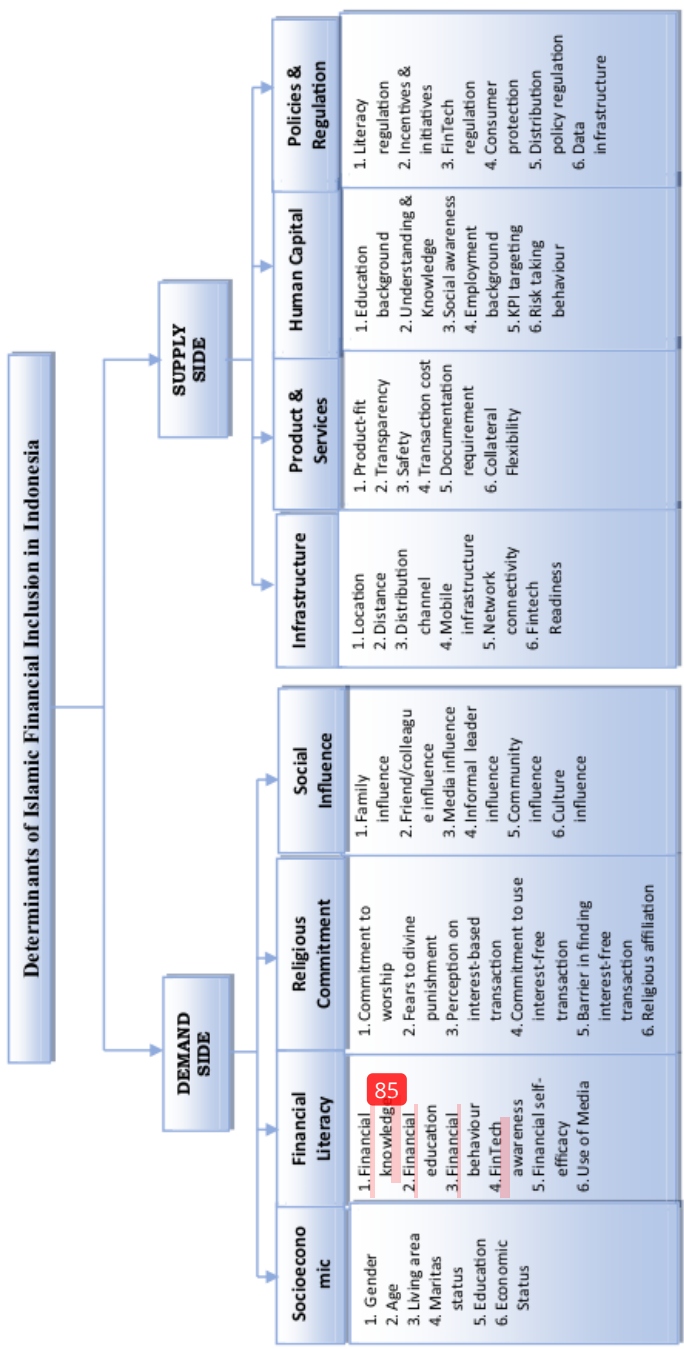 Determinants of Islamic Financial Inclusion in Indonesia
DEMAND
SIDE
SUPPLY
SIDE
Socioecono
mic
1. Gender
2. Age
3. Living area
4. Maritas
status
5. Education
6. Economic
Status
Financial
Literacy
1. Financial
knowledge
2. Financial
education
3. Financial
behaviour
4. FinTech
awareness
5. Financial self-
efficacy
6. Use of Media
85
Religious
Commitment
1. Commitment to
worship
2. Fears to divine
punishment
3. Perception on
interest-based
transaction
4. Commitment to use
interest-free
transaction
5. Barrier in finding
interest-free
transaction
6. Religious affiliation
Social
Influence
1. Family
influence
2. Friend/colleagu
e influence
3. Media influence
4. Informal leader
influence
5. Community
influence
6. Culture
influence
Infrastructure
1. Location
2. Distance
3. Distribution
channel
4. Mobile
infrastructure
5. Network
connectivity
6. Fintech
Readiness
Product &
Services
1. Product-fit
2. Transparency
3. Safety
4. Transaction cost
5. Documentation
requirement
6. Collateral
Flexibility
Human Capital
1. Education
background
2. Understanding &
Knowledge
3. Social awareness
4. Employment
background
5. KPI targeting
6. Risk taking
behaviour
Policies &
Regulation
1. Literacy
regulation
2. Incentives &
initiatives
3. FinTech
regulation
4. Consumer
protection
5. Distribution
policy regulation
6. Data
infrastructure